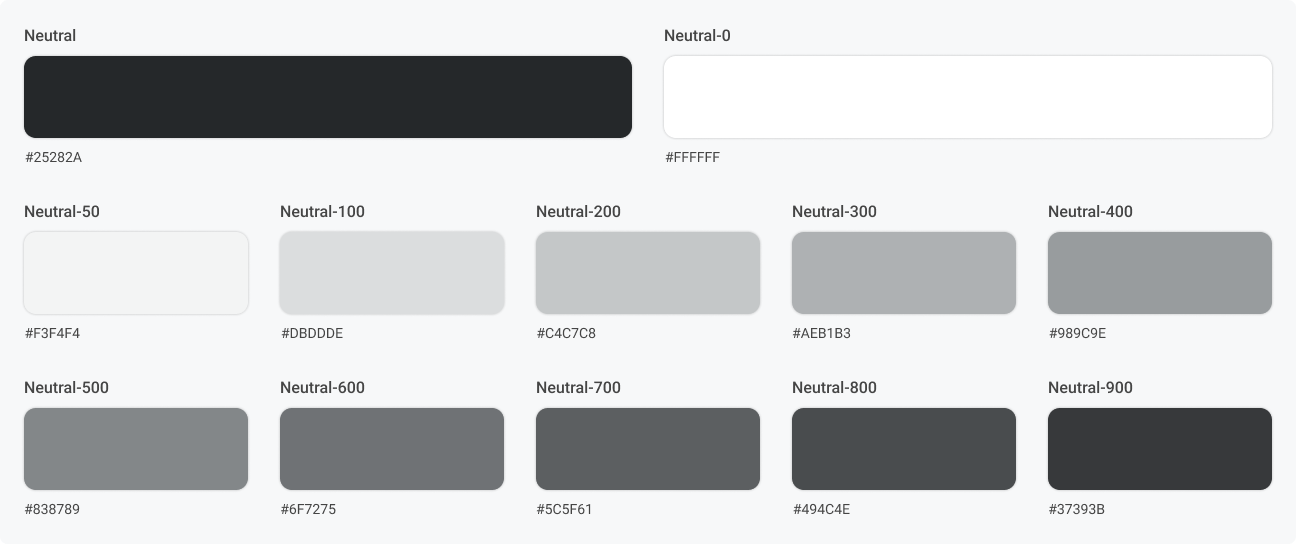 Neutral
Neutral-0
#25282A
#FFFFFF
Neutral-50
Neutral-100
Neutral-200
Neutral-300
Neutral-400
#F3F4F4
#DBDDDE
#C4C7C8
#AEB1B3
#989C9E
Neutral-500
Neutral-600
Neutral-700
Neutral-800
Neutral-900
#838789
#6F7275
#5C5F61
#494C4E
#37393B